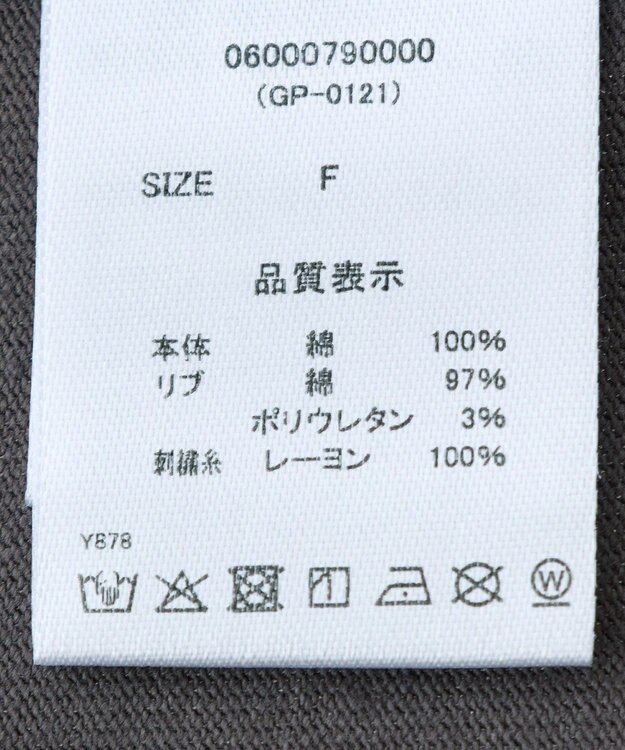 06000790000
(GP-0121)
SIZE F
品質表示
本体 綿 100%
リブ 綿 97%
ポリウレタン 3%
刺繍糸 レーヨン 100%
Y878
W